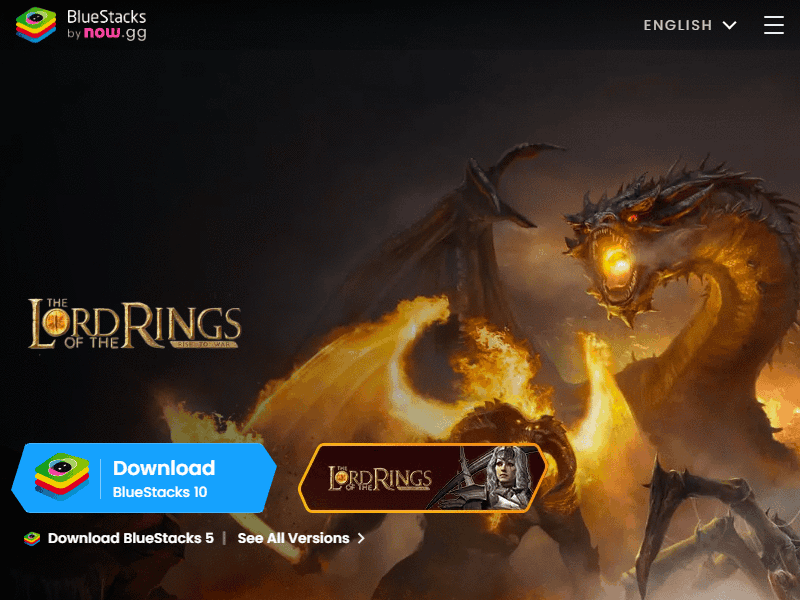 BlueStacks
by now.gg
ENGLISH
THE
LORD RINGS
OF THE
RISE TO WAR
Download
BlueStacks 10
THE
LORD RINGS
OF THE
Download BlueStacks 5 | See All Versions